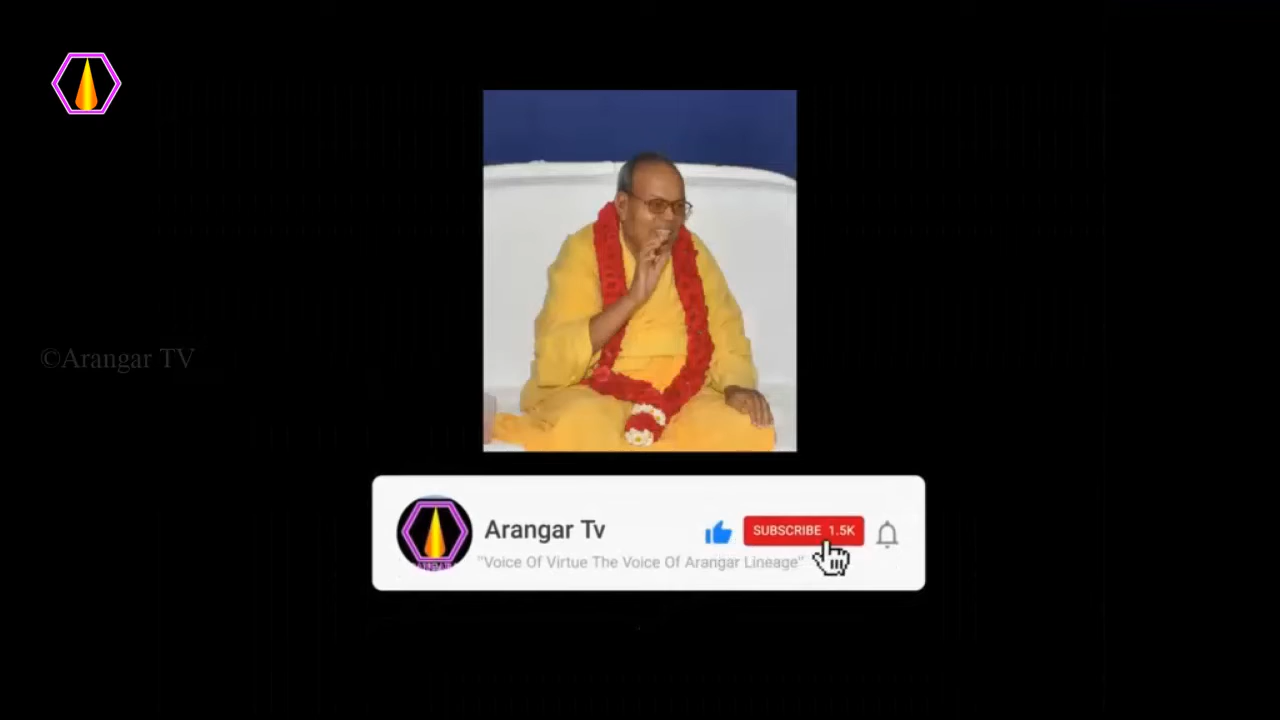 ©Arangar TV
Arangar Tv
SUBSCRIBE 1.5K
"Voice Of Virtue The Voice Of Arangar Lineage"